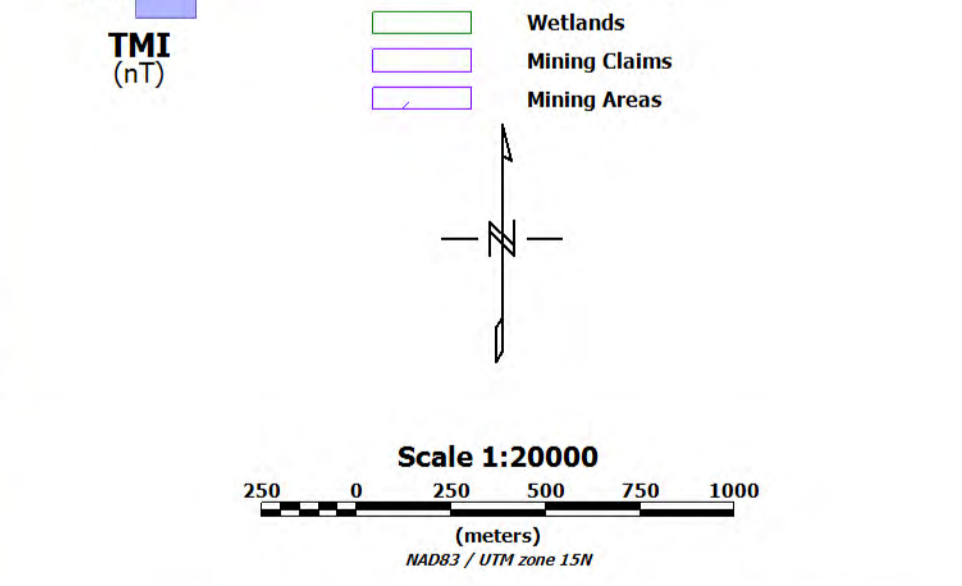 TMI
(nT)
Wetlands
Mining Claims
Mining Areas
N
Scale 1:20000
250 0 250 500 750 1000
(meters)
NAD83 / UTM zone 15N